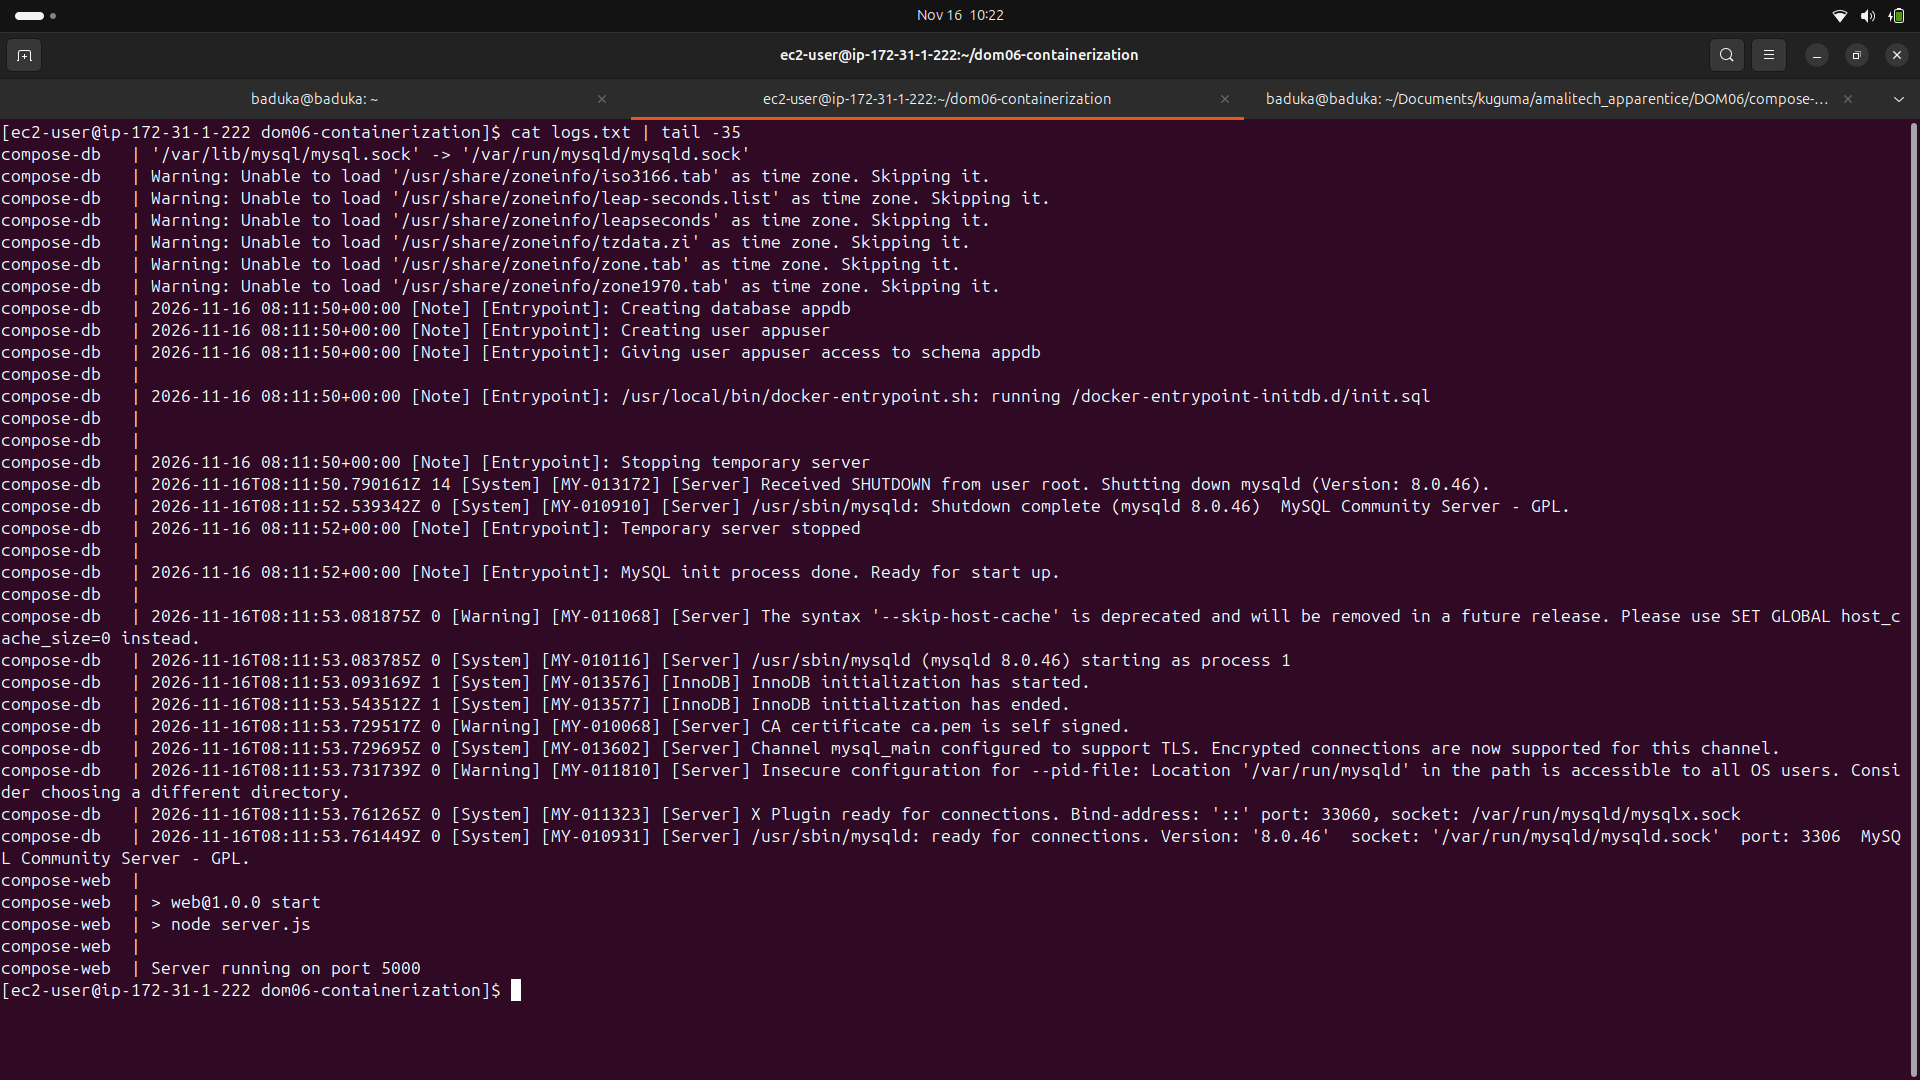 Nov 16 10:22
ec2-user@ip-172-31-1-222:~/dom06-containerization
baduka@baduka: ~
ec2-user@ip-172-31-1-222:~/dom06-containerization
baduka@baduka: ~/Documents/kuguma/amalitech_apparentice/DOM06/compose-...
[ec2-user@ip-172-31-1-222 dom06-containerization]$ cat logs.txt | tail -35
compose-db   | '/var/lib/mysql/mysql.sock' -> '/var/run/mysqld/mysqld.sock'
compose-db   | Warning: Unable to load '/usr/share/zoneinfo/iso3166.tab' as time zone. Skipping it.
compose-db   | Warning: Unable to load '/usr/share/zoneinfo/leap-seconds.list' as time zone. Skipping it.
compose-db   | Warning: Unable to load '/usr/share/zoneinfo/leapseconds' as time zone. Skipping it.
compose-db   | Warning: Unable to load '/usr/share/zoneinfo/tzdata.zi' as time zone. Skipping it.
compose-db   | Warning: Unable to load '/usr/share/zoneinfo/zone.tab' as time zone. Skipping it.
compose-db   | Warning: Unable to load '/usr/share/zoneinfo/zone1970.tab' as time zone. Skipping it.
compose-db   | 2026-11-16 08:11:50+00:00 [Note] [Entrypoint]: Creating database appdb
compose-db   | 2026-11-16 08:11:50+00:00 [Note] [Entrypoint]: Creating user appuser
compose-db   | 2026-11-16 08:11:50+00:00 [Note] [Entrypoint]: Giving user appuser access to schema appdb
compose-db   |
compose-db   | 2026-11-16 08:11:50+00:00 [Note] [Entrypoint]: /usr/local/bin/docker-entrypoint.sh: running /docker-entrypoint-initdb.d/init.sql
compose-db   |
compose-db   |
compose-db   | 2026-11-16 08:11:50+00:00 [Note] [Entrypoint]: Stopping temporary server
compose-db   | 2026-11-16T08:11:50.790161Z 14 [System] [MY-013172] [Server] Received SHUTDOWN from user root. Shutting down mysqld (Version: 8.0.46).
compose-db   | 2026-11-16T08:11:52.539342Z 0 [System] [MY-010910] [Server] /usr/sbin/mysqld: Shutdown complete (mysqld 8.0.46)  MySQL Community Server - GPL.
compose-db   | 2026-11-16 08:11:52+00:00 [Note] [Entrypoint]: Temporary server stopped
compose-db   |
compose-db   | 2026-11-16 08:11:52+00:00 [Note] [Entrypoint]: MySQL init process done. Ready for start up.
compose-db   |
compose-db   | 2026-11-16T08:11:53.081875Z 0 [Warning] [MY-011068] [Server] The syntax '--skip-host-cache' is deprecated and will be removed in a future release. Please use SET GLOBAL host_c
ache_size=0 instead.
compose-db   | 2026-11-16T08:11:53.083785Z 0 [System] [MY-010116] [Server] /usr/sbin/mysqld (mysqld 8.0.46) starting as process 1
compose-db   | 2026-11-16T08:11:53.093169Z 1 [System] [MY-013576] [InnoDB] InnoDB initialization has started.
compose-db   | 2026-11-16T08:11:53.543512Z 1 [System] [MY-013577] [InnoDB] InnoDB initialization has ended.
compose-db   | 2026-11-16T08:11:53.729517Z 0 [Warning] [MY-010068] [Server] CA certificate ca.pem is self signed.
compose-db   | 2026-11-16T08:11:53.729695Z 0 [System] [MY-013602] [Server] Channel mysql_main configured to support TLS. Encrypted connections are now supported for this channel.
compose-db   | 2026-11-16T08:11:53.731739Z 0 [Warning] [MY-011810] [Server] Insecure configuration for --pid-file: Location '/var/run/mysqld' in the path is accessible to all OS users. Consi
der choosing a different directory.
compose-db   | 2026-11-16T08:11:53.761265Z 0 [System] [MY-011323] [Server] X Plugin ready for connections. Bind-address: '::' port: 33060, socket: /var/run/mysqld/mysqlx.sock
compose-db   | 2026-11-16T08:11:53.761449Z 0 [System] [MY-010931] [Server] /usr/sbin/mysqld: ready for connections. Version: '8.0.46'  socket: '/var/run/mysqld/mysqld.sock'  port: 3306  MySQ
L Community Server - GPL.
compose-web  |
compose-web  | > web@1.0.0 start
compose-web  | > node server.js
compose-web  |
compose-web  | Server running on port 5000
[ec2-user@ip-172-31-1-222 dom06-containerization]$